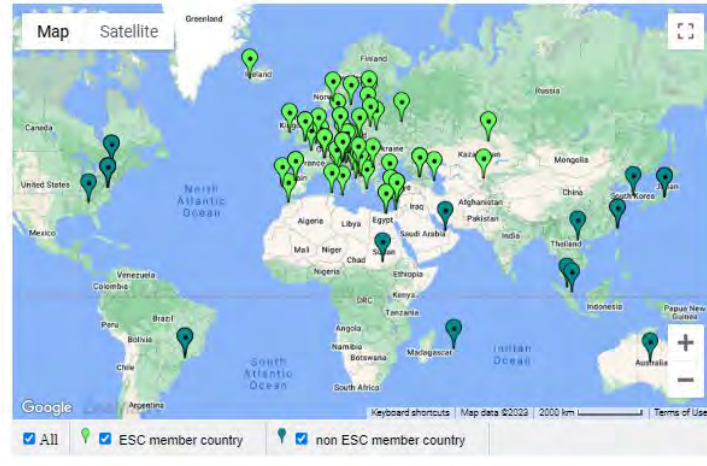 Map Satellite
Greenland
Finland
Russia
Canada
Mongolia
United States
North
Atlantic
Ocean
China
South Korea
Japan
Iraq
Afghanistan
Pakistan
Mexico
Algeria
Libya
Egypt
Saudi Arabia
India
Thailand
Mali
Niger
Chad
Sudan
Nigeria
Ethiopia
Venezuela
Colombia
DRC
Kenya
Tanzania
Indonesia
Papua New
Guinea
Peru
Brazil
Bolivia
Angola
Namibia
Botswana
Madagascar
Indian
Ocean
Chile
South
Atlantic
Ocean
South Africa
Australia
Argentina
Google
Keyboard shortcuts Map data ©2023 2000 km Terms of Use
All ESC member country non ESC member country